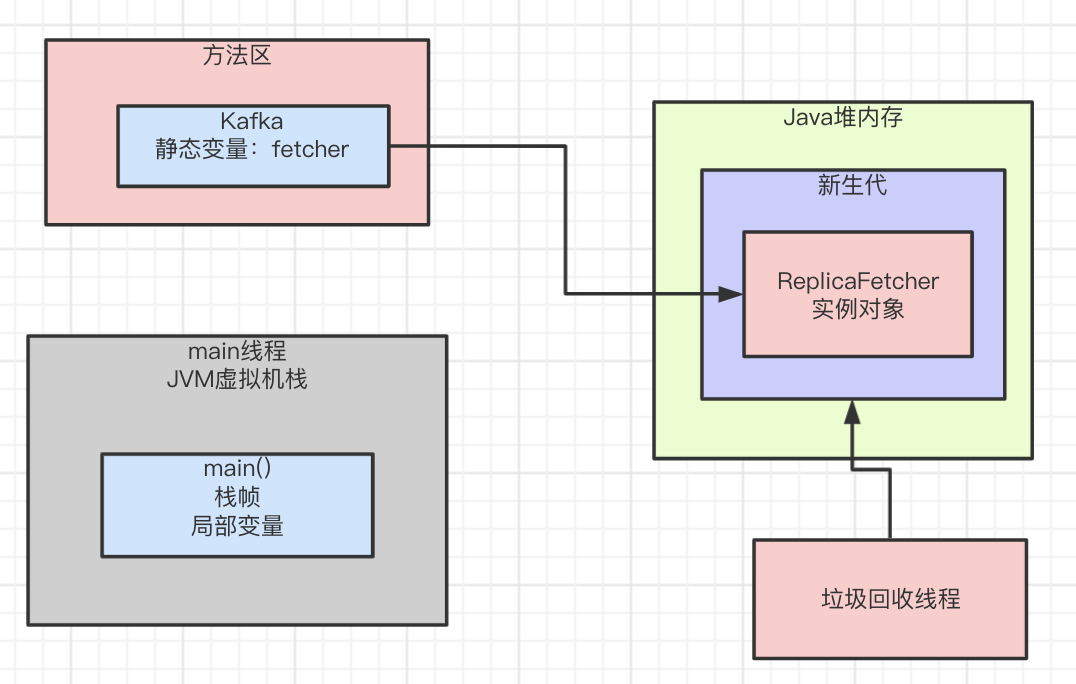 方法区
Kafka
静态变量：fetcher
Java堆内存
新生代
ReplicaFetcher
实例对象
main线程
JVM虚拟机栈
main()
栈帧
局部变量
垃圾回收线程